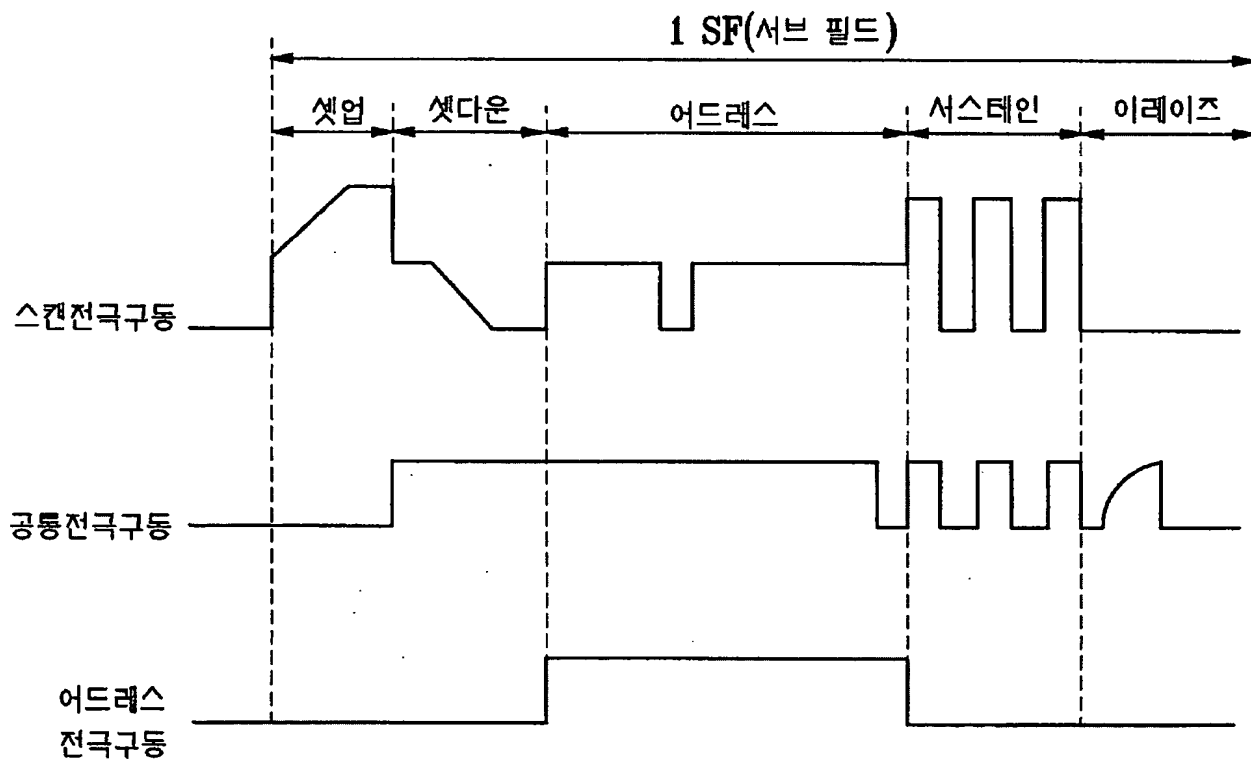 1 SF(서브 필드)
셋업
셋다운
어드레스
서스테인
이레이즈
스캔전극구동
공통전극구동
어드레스
전극구동